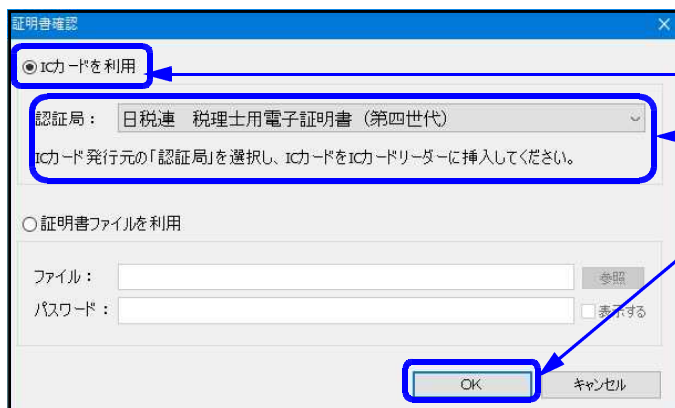 証明書確認
ICカードを利用
認証局： 日税連　税理士用電子証明書（第四世代）
ICカード発行元の「認証局」を選択し、ICカードをICカードリーダーに挿入してください。
証明書ファイルを利用
ファイル： 参照
パスワード： 表示する
OK キャンセル